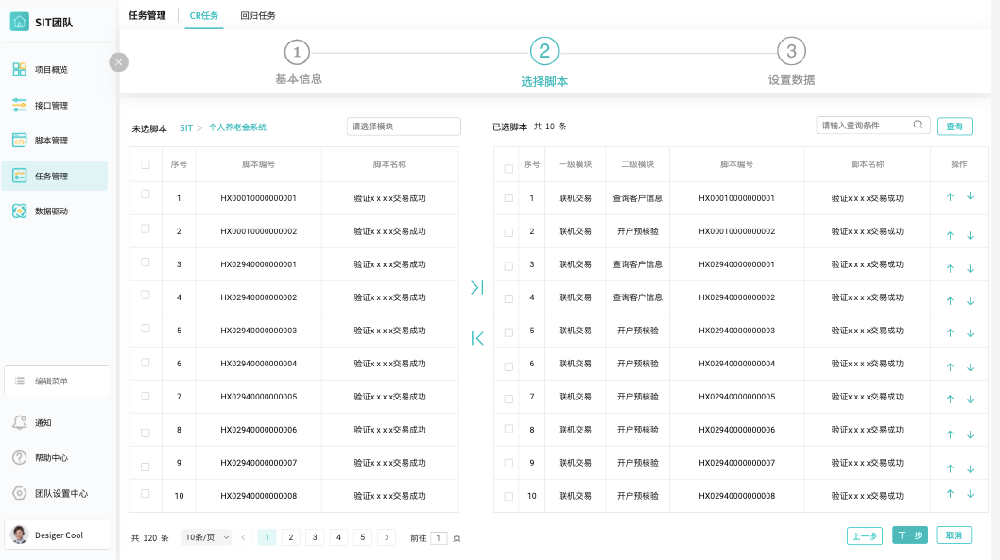 SIT团队
项目概览
接口管理
脚本管理
任务管理
数据驱动
编辑菜单
通知
帮助中心
团队设置中心
Desiger Cool
任务管理 CR任务 回归任务
1 2 3
基本信息 选择脚本 设置数据
未选脚本 SIT > 个人养老金系统 请选择模块
序号 脚本编号 脚本名称
1 HX00010000000001 验证x x x x交易成功
2 HX00010000000002 验证x x x x交易成功
3 HX02940000000001 验证x x x x交易成功
4 HX02940000000002 验证x x x x交易成功
5 HX02940000000003 验证x x x x交易成功
6 HX02940000000004 验证x x x x交易成功
7 HX02940000000005 验证x x x x交易成功
8 HX02940000000006 验证x x x x交易成功
9 HX02940000000007 验证x x x x交易成功
10 HX02940000000008 验证x x x x交易成功
共 120 条 10条/页 < 1 2 3 4 5 > 前往 1 页
已选脚本 共 10 条 请输入查询条件 查询
序号 一级模块 二级模块 脚本编号 脚本名称 操作
1 联机交易 查询客户信息 HX00010000000001 验证x x x x交易成功 ↑ ↓
2 联机交易 开户预核验 HX00010000000002 验证x x x x交易成功 ↑ ↓
3 联机交易 查询客户信息 HX02940000000001 验证x x x x交易成功 ↑ ↓
4 联机交易 查询客户信息 HX02940000000002 验证x x x x交易成功 ↑ ↓
5 联机交易 开户预核验 HX02940000000003 验证x x x x交易成功 ↑ ↓
6 联机交易 开户预核验 HX02940000000004 验证x x x x交易成功 ↑ ↓
7 联机交易 开户预核验 HX02940000000005 验证x x x x交易成功 ↑ ↓
8 联机交易 开户预核验 HX02940000000006 验证x x x x交易成功 ↑ ↓
9 联机交易 开户预核验 HX02940000000007 验证x x x x交易成功 ↑ ↓
10 联机交易 开户预核验 HX02940000000008 验证x x x x交易成功 ↑ ↓
上一步 下一步 取消